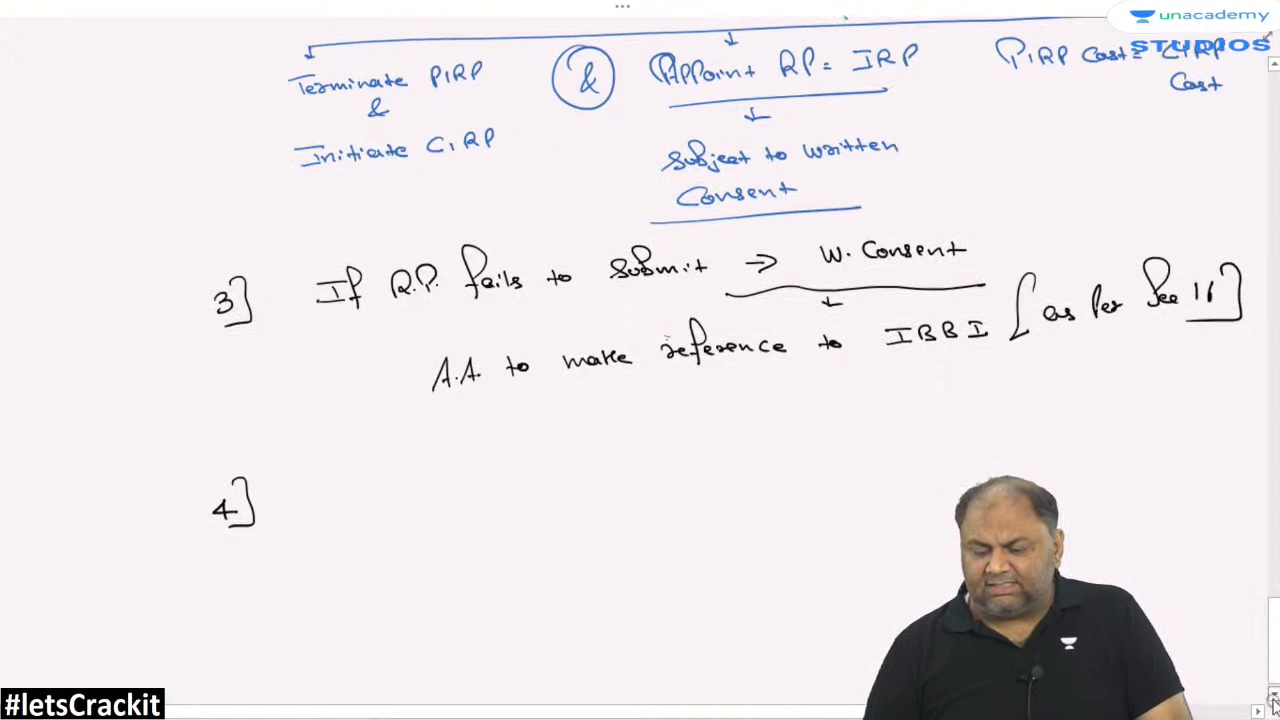 unacademy
STUDIOS
Terminate PIRP
&
Initiate CIRP
&
Appoint RP = IRP
Subject to written
Consent
PIRP Cost = CIRP
Cost
3] If R.P. fails to submit → W. Consent
A.A. to make reference to IBBI [as Per Sec 16]
4]
#letsCrackit